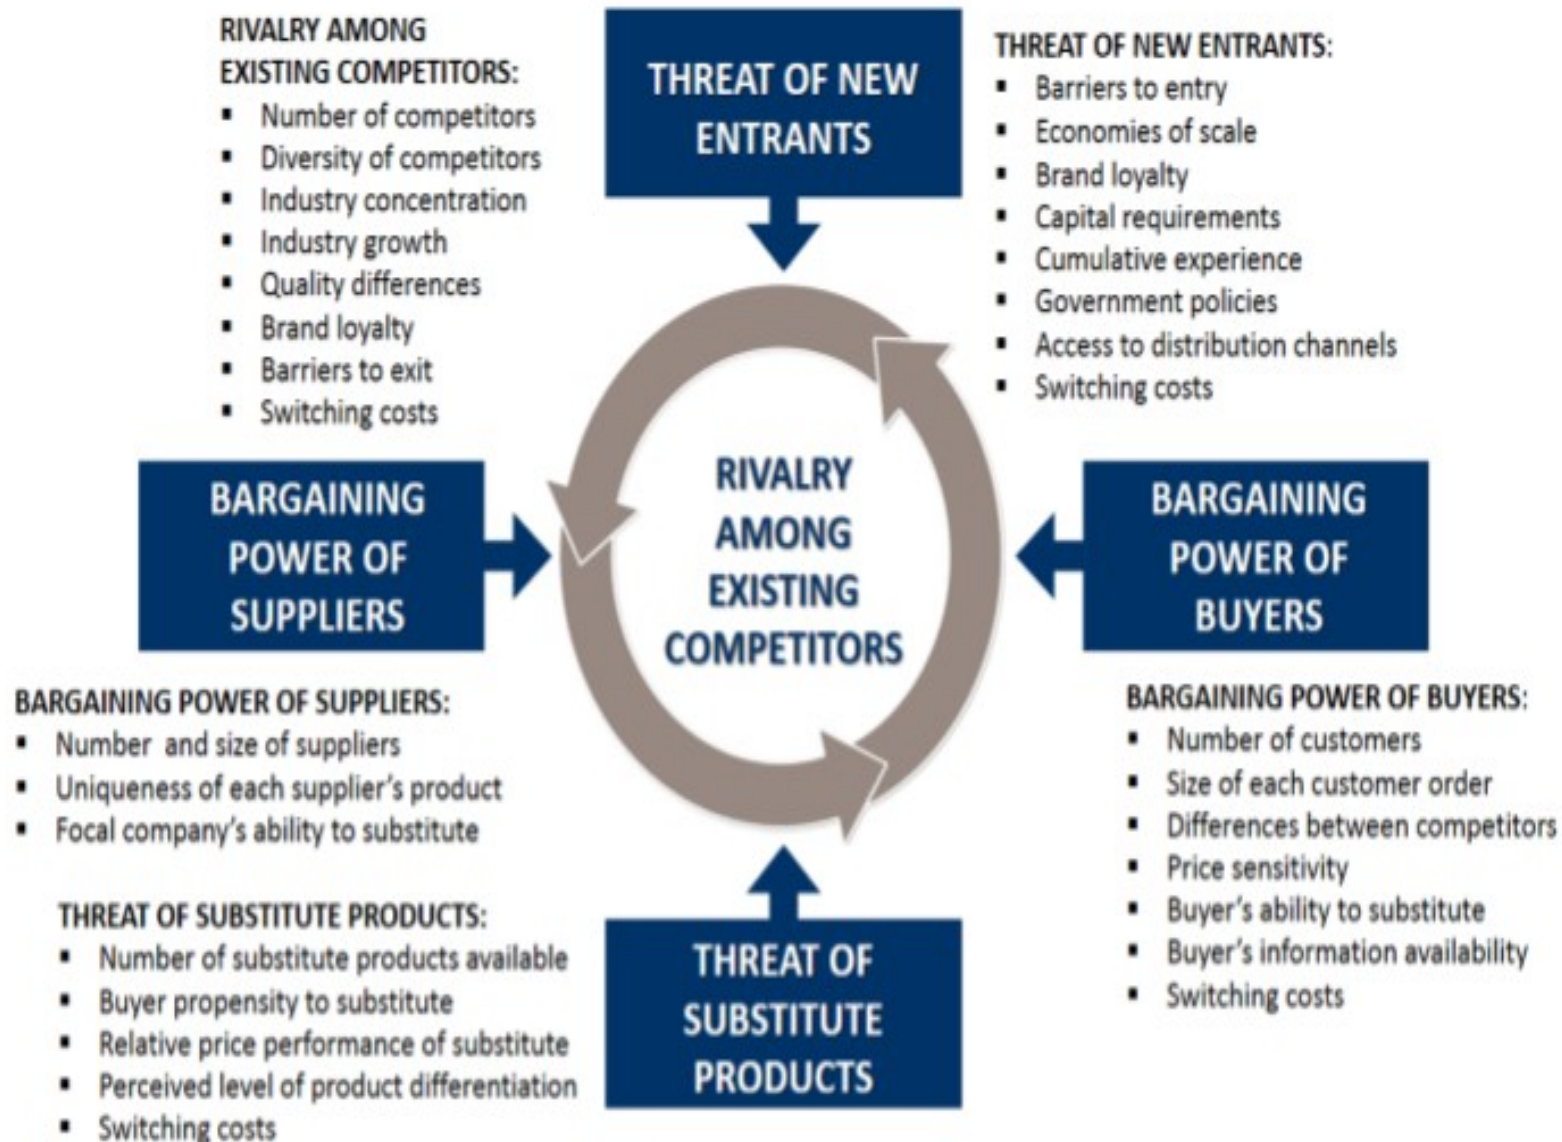 RIVALRY AMONG
EXISTING COMPETITORS:
▪ Number of competitors
▪ Diversity of competitors
▪ Industry concentration
▪ Industry growth
▪ Quality differences
▪ Brand loyalty
▪ Barriers to exit
▪ Switching costs
THREAT OF NEW
ENTRANTS
THREAT OF NEW ENTRANTS:
▪ Barriers to entry
▪ Economies of scale
▪ Brand loyalty
▪ Capital requirements
▪ Cumulative experience
▪ Government policies
▪ Access to distribution channels
▪ Switching costs
BARGAINING
POWER OF
SUPPLIERS
RIVALRY
AMONG
EXISTING
COMPETITORS
BARGAINING
POWER OF
BUYERS
BARGAINING POWER OF SUPPLIERS:
▪ Number and size of suppliers
▪ Uniqueness of each supplier's product
▪ Focal company's ability to substitute
BARGAINING POWER OF BUYERS:
▪ Number of customers
▪ Size of each customer order
▪ Differences between competitors
▪ Price sensitivity
▪ Buyer's ability to substitute
▪ Buyer's information availability
▪ Switching costs
THREAT OF SUBSTITUTE PRODUCTS:
▪ Number of substitute products available
▪ Buyer propensity to substitute
▪ Relative price performance of substitute
▪ Perceived level of product differentiation
▪ Switching costs
THREAT OF
SUBSTITUTE
PRODUCTS